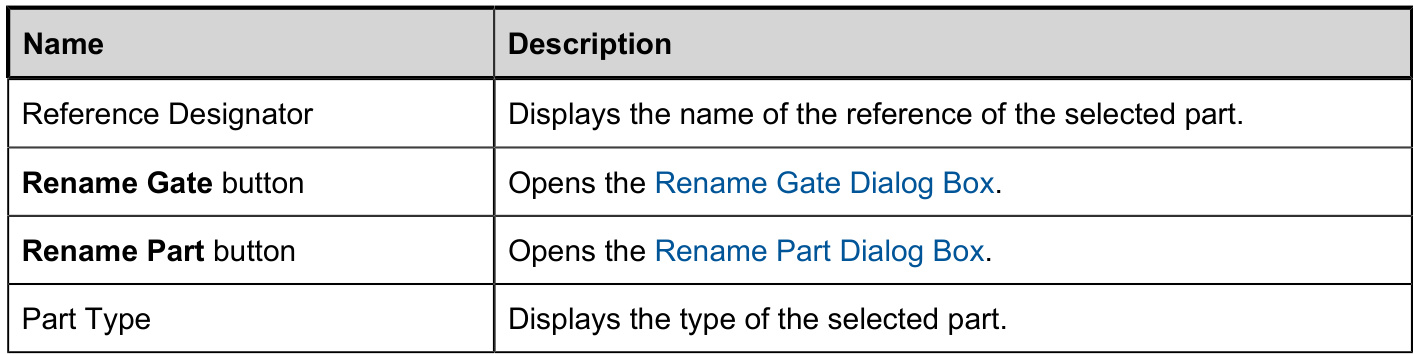 Name Description
Reference Designator Displays the name of the reference of the selected part.
Rename Gate button Opens the Rename Gate Dialog Box.
Rename Part button Opens the Rename Part Dialog Box.
Part Type Displays the type of the selected part.